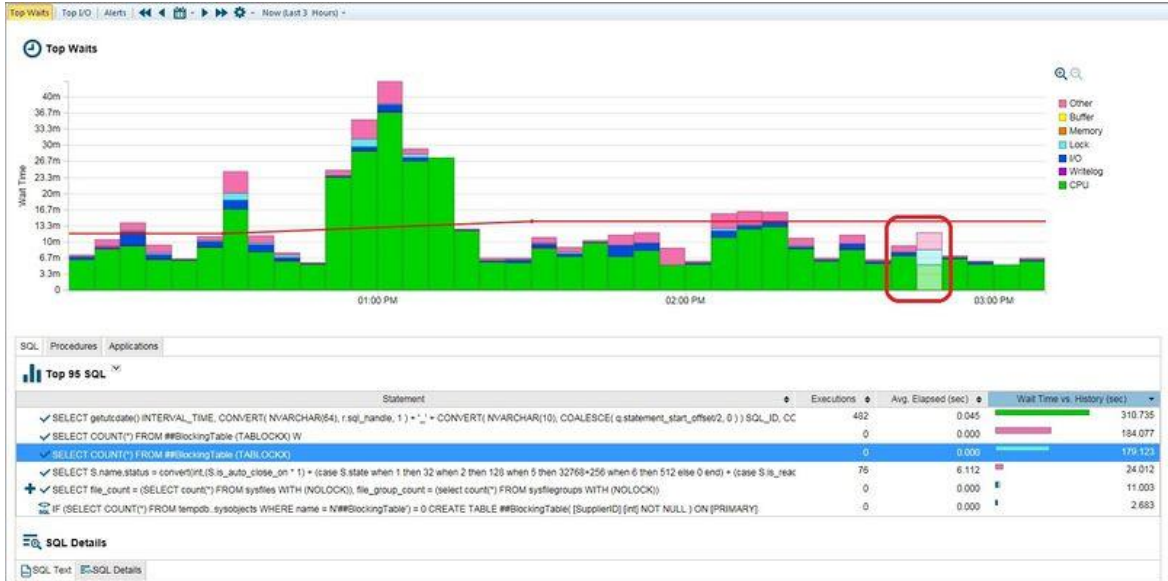 Top Waits Top I/O Alerts Now (Last 3 Hours)
Top Waits
Wait Time
40m
36.7m
33.3m
30m
26.7m
23.3m
20m
16.7m
13.3m
10m
6.7m
3.3m
0
01:00 PM 02:00 PM 03:00 PM
Other
Buffer
Memory
Lock
I/O
Writelog
CPU
SQL Procedures Applications
Top 95 SQL
Statement Executions Avg. Elapsed (sec) Wait Time vs. History (sec)
SELECT getutcdate() INTERVAL_TIME, CONVERT( NVARCHAR(64), r.sql_handle, 1 ) + '_' + CONVERT( NVARCHAR(10), COALESCE( q.statement_start_offset/2, 0 ) ) SQL_ID, CC 482 0.045 310.735
SELECT COUNT(*) FROM ##BlockingTable (TABLOCKX) W 0 0.000 184.077
SELECT COUNT(*) FROM ##BlockingTable (TABLOCKX) 0 0.000 179.123
SELECT S.name,status = convert(int,(S.is_auto_close_on * 1) + (case S.state when 1 then 32 when 2 then 128 when 5 then 32768+256 when 6 then 512 else 0 end) + (case S.is_reac 76 6.112 24.012
SELECT file_count = (SELECT count(*) FROM sysfiles WITH (NOLOCK)), file_group_count = (select count(*) FROM sysfilegroups WITH (NOLOCK)) 0 0.000 11.003
IF (SELECT COUNT(*) FROM tempdb..sysobjects WHERE name = N'##BlockingTable') = 0 CREATE TABLE ##BlockingTable( [SupplierID] [int] NOT NULL ) ON [PRIMARY] 0 0.000 2.683
SQL Details
SQL Text SQL Details